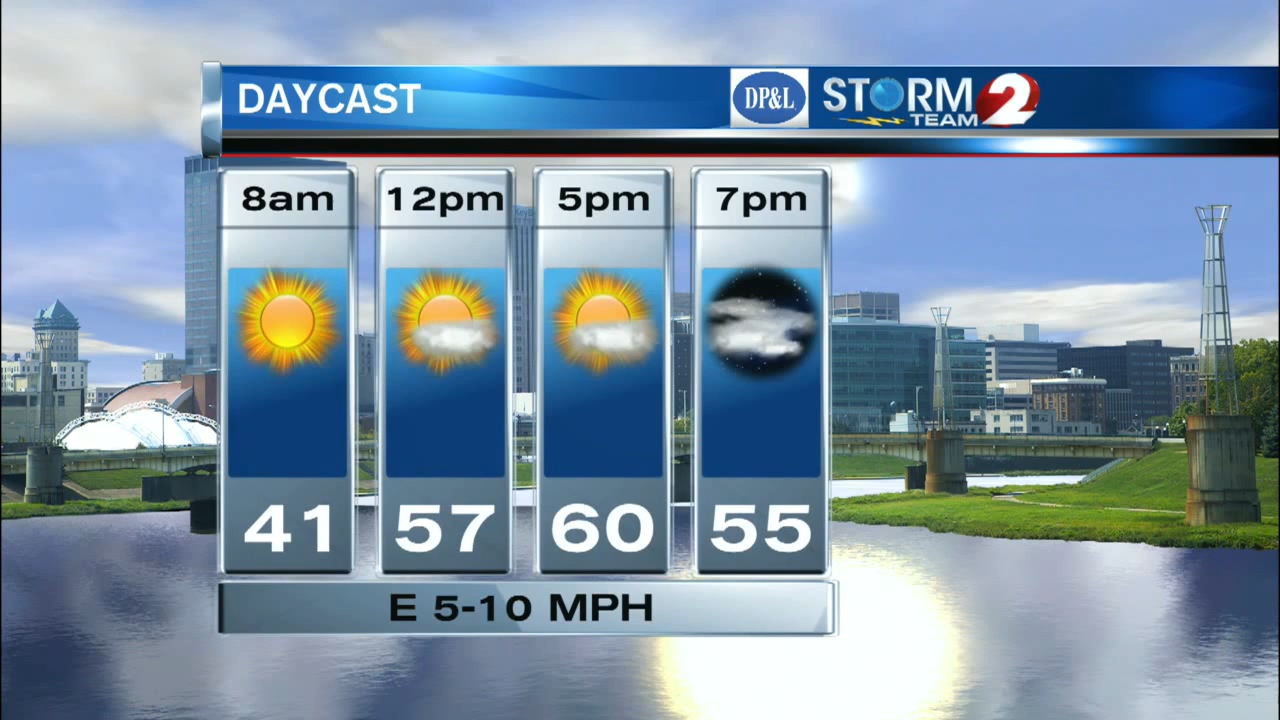 DAYCAST
DP&L
STORM
TEAM
2
8am
12pm
5pm
7pm
41
57
60
55
E 5-10 MPH